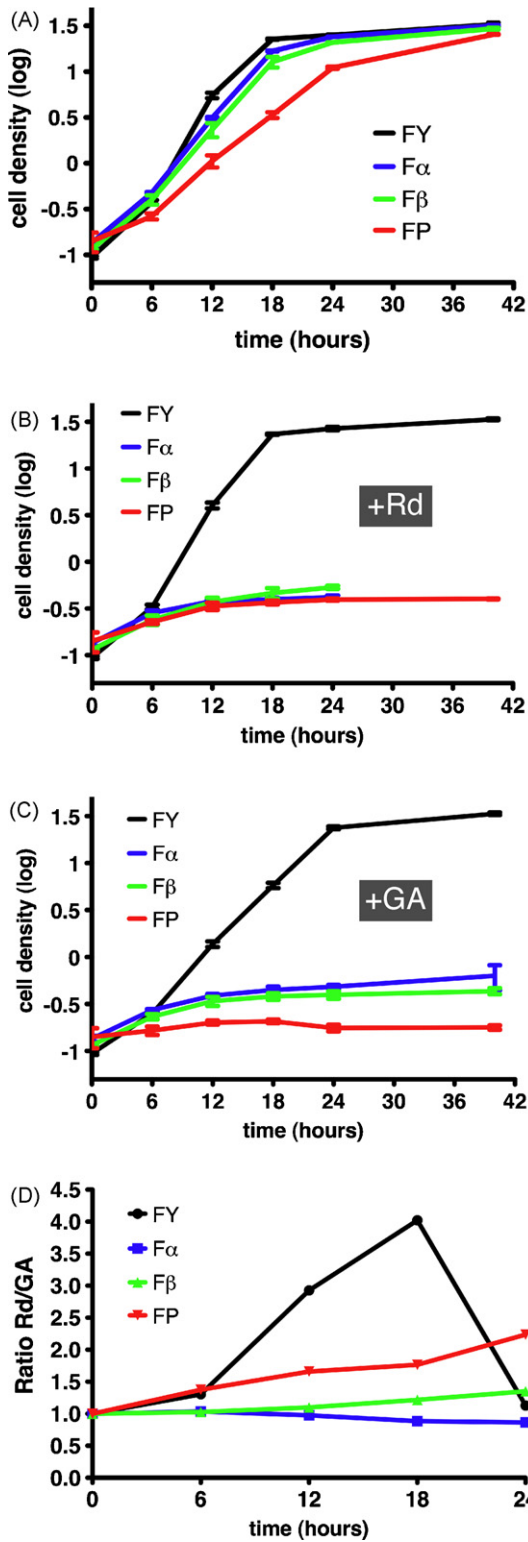 (A)
cell density (log)
1.5
1
0.5
0
-0.5
-1
FY
Fα
Fβ
FP
0 6 12 18 24 30 36 42
time (hours)
(B)
cell density (log)
1.5
1
0.5
0
-0.5
-1
FY
Fα
Fβ
FP
+Rd
0 6 12 18 24 30 36 42
time (hours)
(C)
cell density (log)
1.5
1
0.5
0
-0.5
-1
FY
Fα
Fβ
FP
+GA
0 6 12 18 24 30 36 42
time (hours)
(D)
Ratio Rd/GA
4.5
4.0
3.5
3.0
2.5
2.0
1.5
1.0
0.5
0.0
FY
Fα
Fβ
FP
0 6 12 18 24
time (hours)